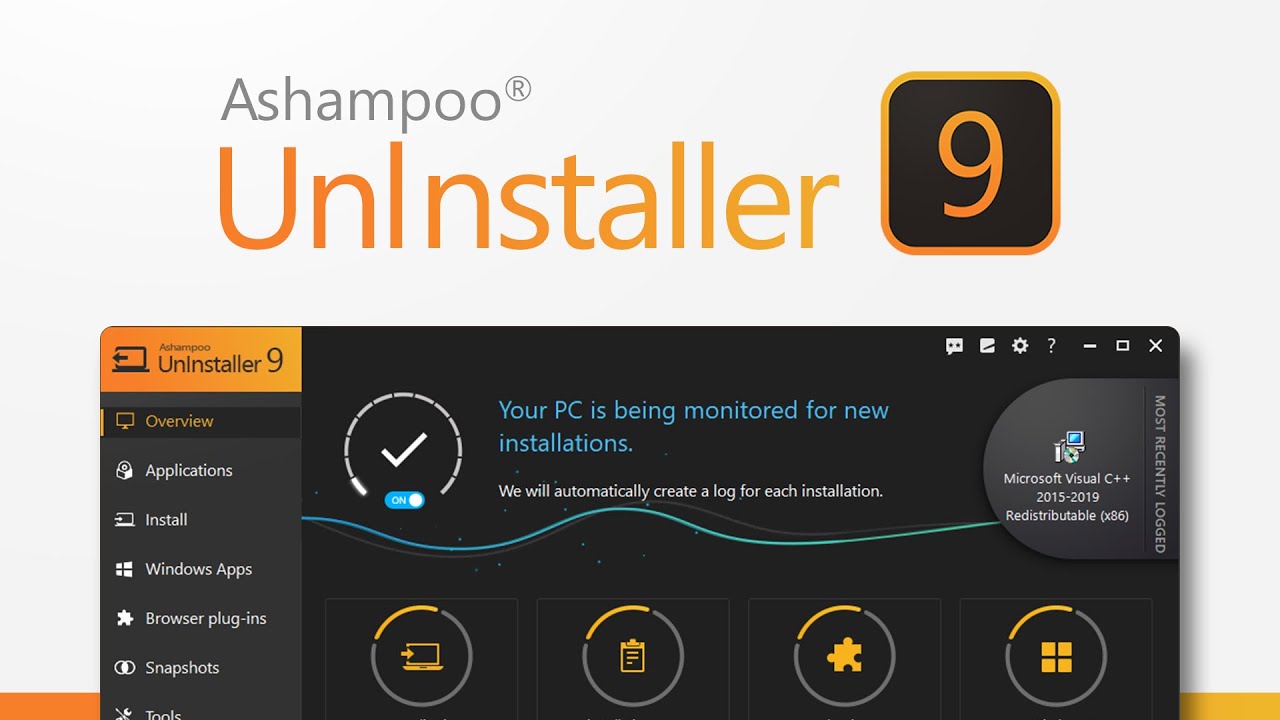 Ashampoo®
UnInstaller
9
Ashampoo
UnInstaller 9
Overview
Applications
Install
Windows Apps
Browser plug-ins
Snapshots
Tools
Your PC is being monitored for new
installations.
ON
We will automatically create a log for each installation.
Microsoft Visual C++
2015-2019
Redistributable (x86)
MOST RECENTLY LOGGED